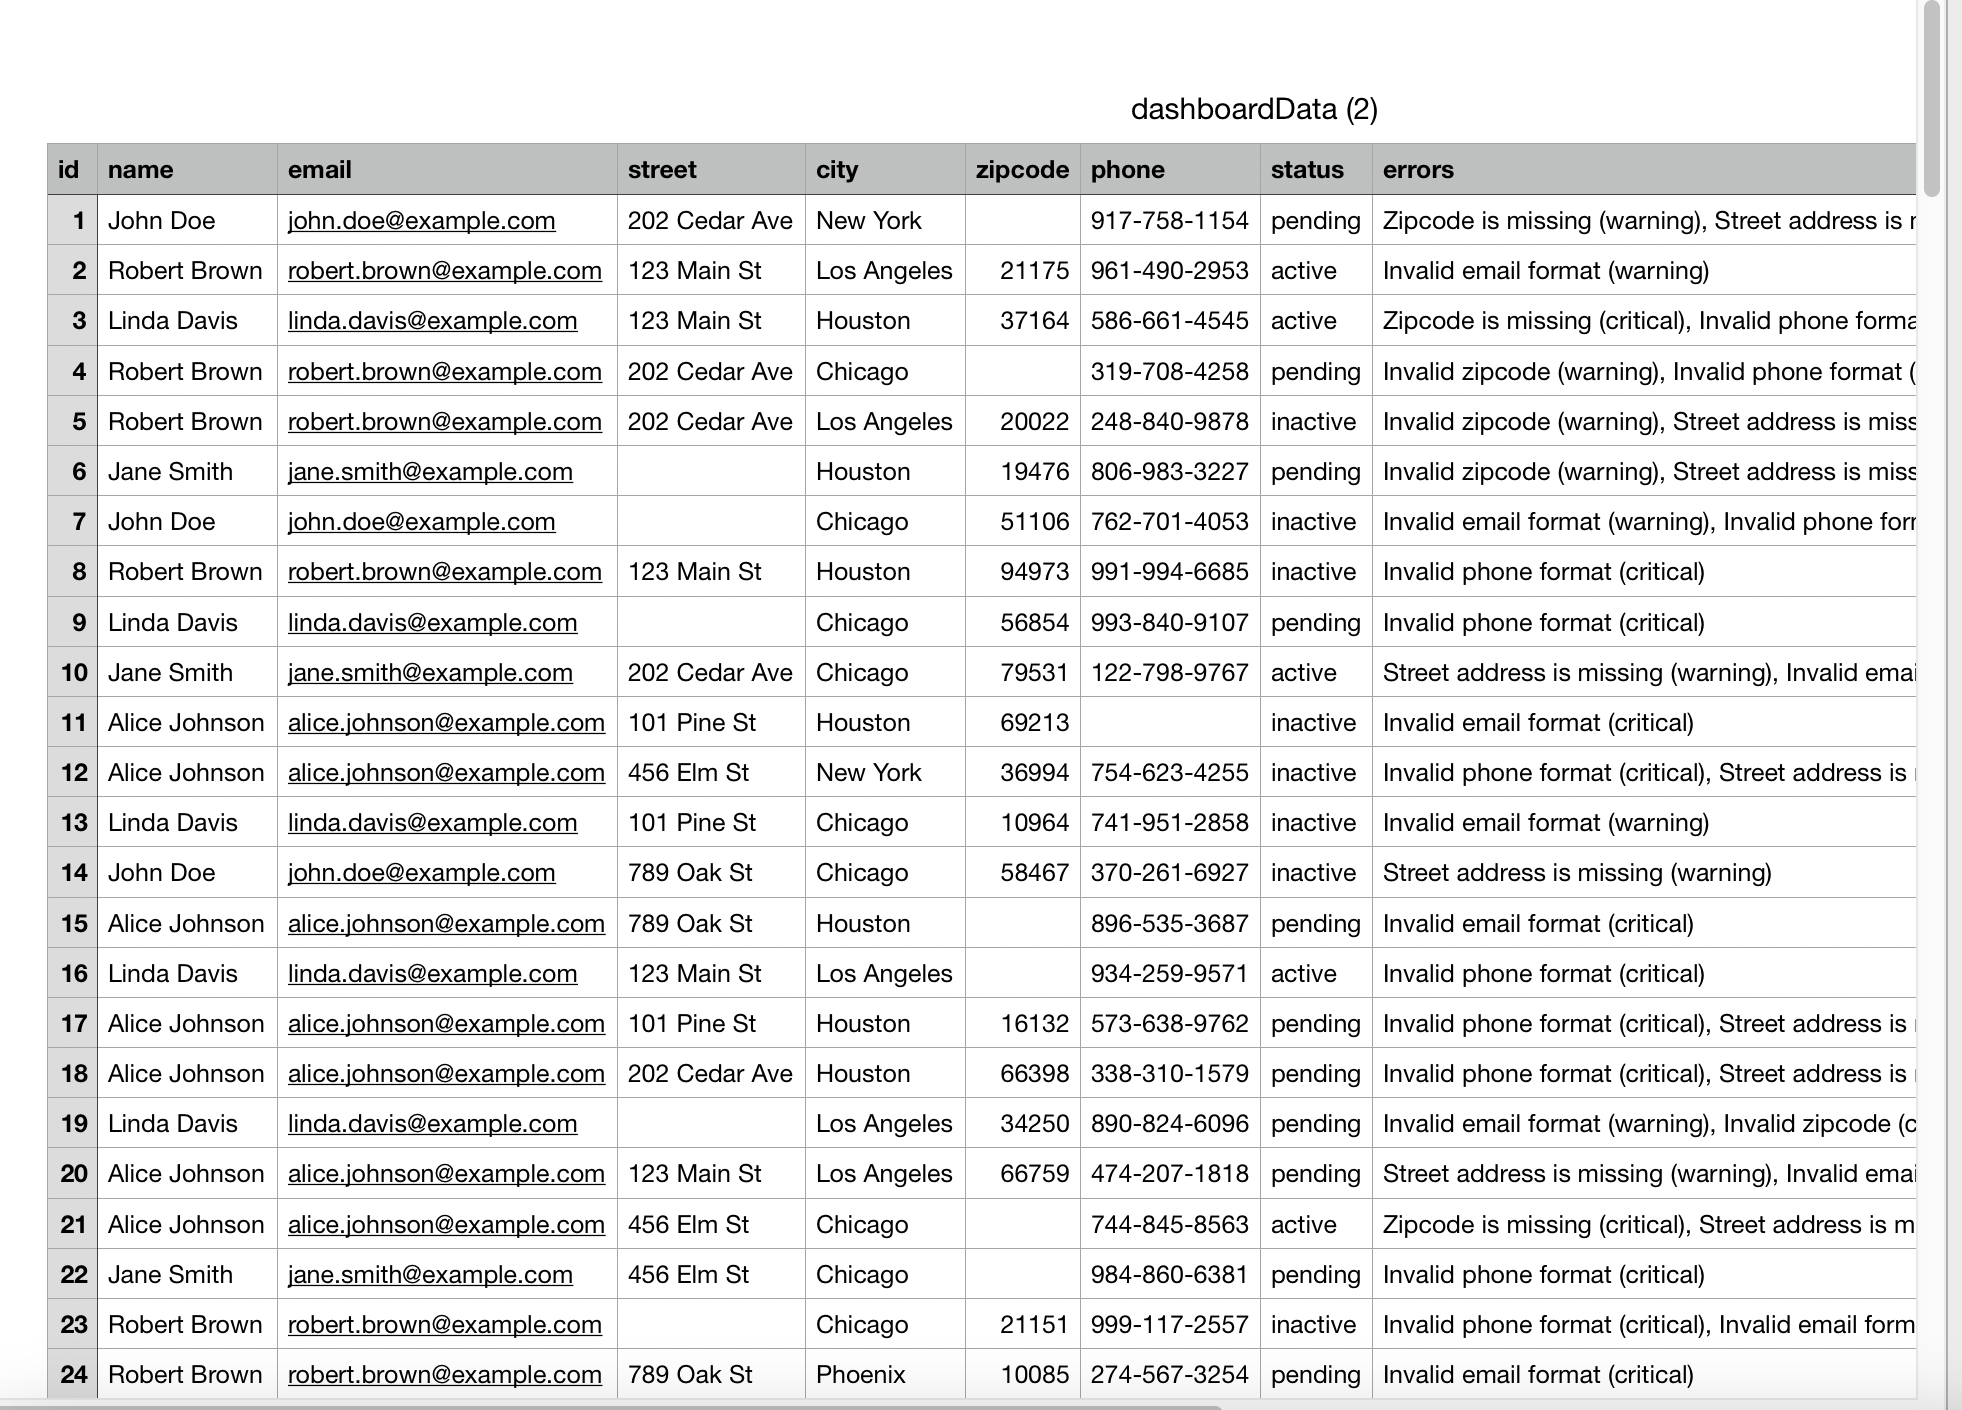 dashboardData (2)
id name email street city zipcode phone status errors
1 John Doe john.doe@example.com 202 Cedar Ave New York 917-758-1154 pending Zipcode is missing (warning), Street address is
2 Robert Brown robert.brown@example.com 123 Main St Los Angeles 21175 961-490-2953 active Invalid email format (warning)
3 Linda Davis linda.davis@example.com 123 Main St Houston 37164 586-661-4545 active Zipcode is missing (critical), Invalid phone forma
4 Robert Brown robert.brown@example.com 202 Cedar Ave Chicago 319-708-4258 pending Invalid zipcode (warning), Invalid phone format (
5 Robert Brown robert.brown@example.com 202 Cedar Ave Los Angeles 20022 248-840-9878 inactive Invalid zipcode (warning), Street address is miss
6 Jane Smith jane.smith@example.com Houston 19476 806-983-3227 pending Invalid zipcode (warning), Street address is miss
7 John Doe john.doe@example.com Chicago 51106 762-701-4053 inactive Invalid email format (warning), Invalid phone for
8 Robert Brown robert.brown@example.com 123 Main St Houston 94973 991-994-6685 inactive Invalid phone format (critical)
9 Linda Davis linda.davis@example.com Chicago 56854 993-840-9107 pending Invalid phone format (critical)
10 Jane Smith jane.smith@example.com 202 Cedar Ave Chicago 79531 122-798-9767 active Street address is missing (warning), Invalid emai
11 Alice Johnson alice.johnson@example.com 101 Pine St Houston 69213 inactive Invalid email format (critical)
12 Alice Johnson alice.johnson@example.com 456 Elm St New York 36994 754-623-4255 inactive Invalid phone format (critical), Street address is
13 Linda Davis linda.davis@example.com 101 Pine St Chicago 10964 741-951-2858 inactive Invalid email format (warning)
14 John Doe john.doe@example.com 789 Oak St Chicago 58467 370-261-6927 inactive Street address is missing (warning)
15 Alice Johnson alice.johnson@example.com 789 Oak St Houston 896-535-3687 pending Invalid email format (critical)
16 Linda Davis linda.davis@example.com 123 Main St Los Angeles 934-259-9571 active Invalid phone format (critical)
17 Alice Johnson alice.johnson@example.com 101 Pine St Houston 16132 573-638-9762 pending Invalid phone format (critical), Street address is
18 Alice Johnson alice.johnson@example.com 202 Cedar Ave Houston 66398 338-310-1579 pending Invalid phone format (critical), Street address is
19 Linda Davis linda.davis@example.com Los Angeles 34250 890-824-6096 pending Invalid email format (warning), Invalid zipcode (c
20 Alice Johnson alice.johnson@example.com 123 Main St Los Angeles 66759 474-207-1818 pending Street address is missing (warning), Invalid emai
21 Alice Johnson alice.johnson@example.com 456 Elm St Chicago 744-845-8563 active Zipcode is missing (critical), Street address is m
22 Jane Smith jane.smith@example.com 456 Elm St Chicago 984-860-6381 pending Invalid phone format (critical)
23 Robert Brown robert.brown@example.com Chicago 21151 999-117-2557 inactive Invalid phone format (critical), Invalid email form
24 Robert Brown robert.brown@example.com 789 Oak St Phoenix 10085 274-567-3254 pending Invalid email format (critical)